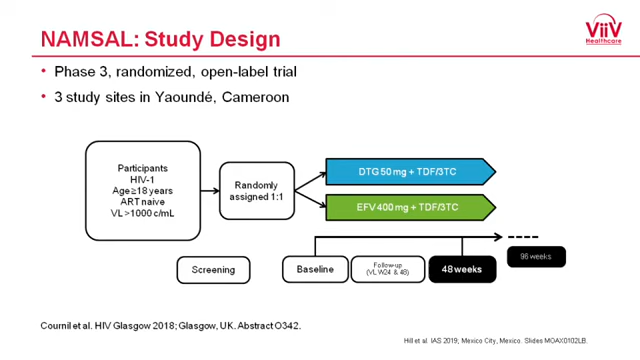 NAMSAL: Study Design
ViiV
Healthcare
• Phase 3, randomized, open-label trial
• 3 study sites in Yaoundé, Cameroon
Participants
HIV-1
Age ≥18 years
ART naive
VL >1000 c/mL
Randomly
assigned 1:1
DTG 50 mg + TDF/3TC
EFV 400 mg + TDF/3TC
Screening
Baseline
Follow-up
(VL W24 & 48)
48 weeks
96 weeks
Cournil et al. HIV Glasgow 2018; Glasgow, UK. Abstract O342.
Hill et al. IAS 2019; Mexico City, Mexico. Slides MOAX0102LB.